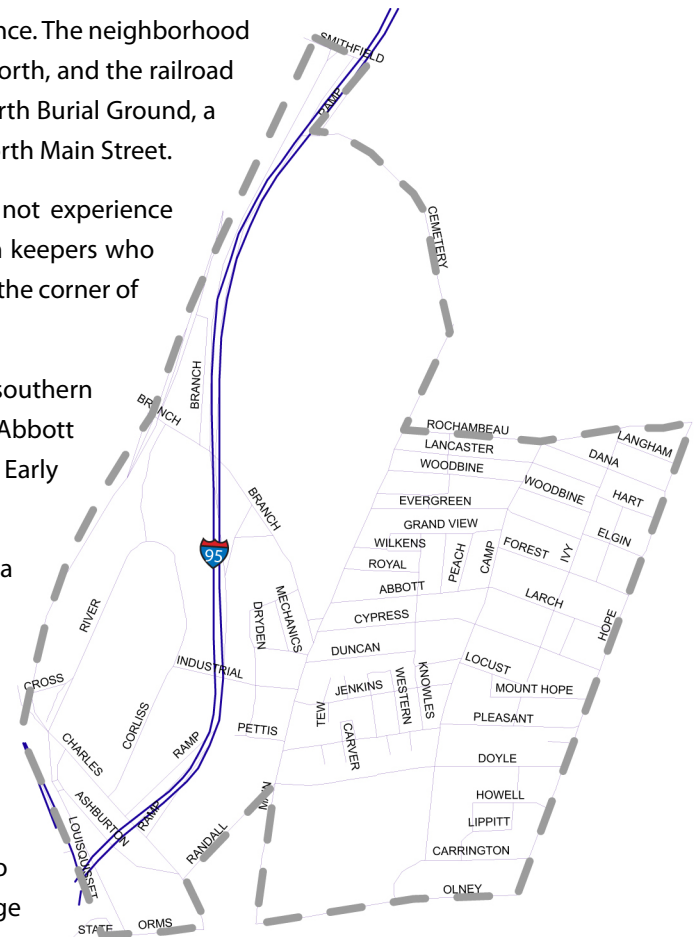 nce. The neighborhood
orth, and the railroad
rth Burial Ground, a
orth Main Street.
not experience
n keepers who
the corner of
southern
Abbott
Early
a
o
ge
SMITHFIELD
RAMP
CEMETERY
BRANCH
BRANCH
ROCHAMBEAU
LANGHAM
LANCASTER
DANA
WOODBINE
WOODBINE
HART
BRANCH
EVERGREEN
GRAND VIEW
ELGIN
95
WILKENS
PEACH
CAMP
FOREST
IVY
ROYAL
ABBOTT
LARCH
RIVER
DRYDEN
MECHANICS
CYPRESS
HOPE
DUNCAN
INDUSTRIAL
LOCUST
CROSS
JENKINS
WESTERN
KNOWLES
MOUNT HOPE
TEW
PLEASANT
CORLISS
PETTIS
CARVER
CHARLES
RAMP
DOYLE
MAIN
HOWELL
ASHBURTON
RAMP
LIPPITT
LOUISQUISSET
RANDALL
CARRINGTON
OLNEY
STATE
ORMS